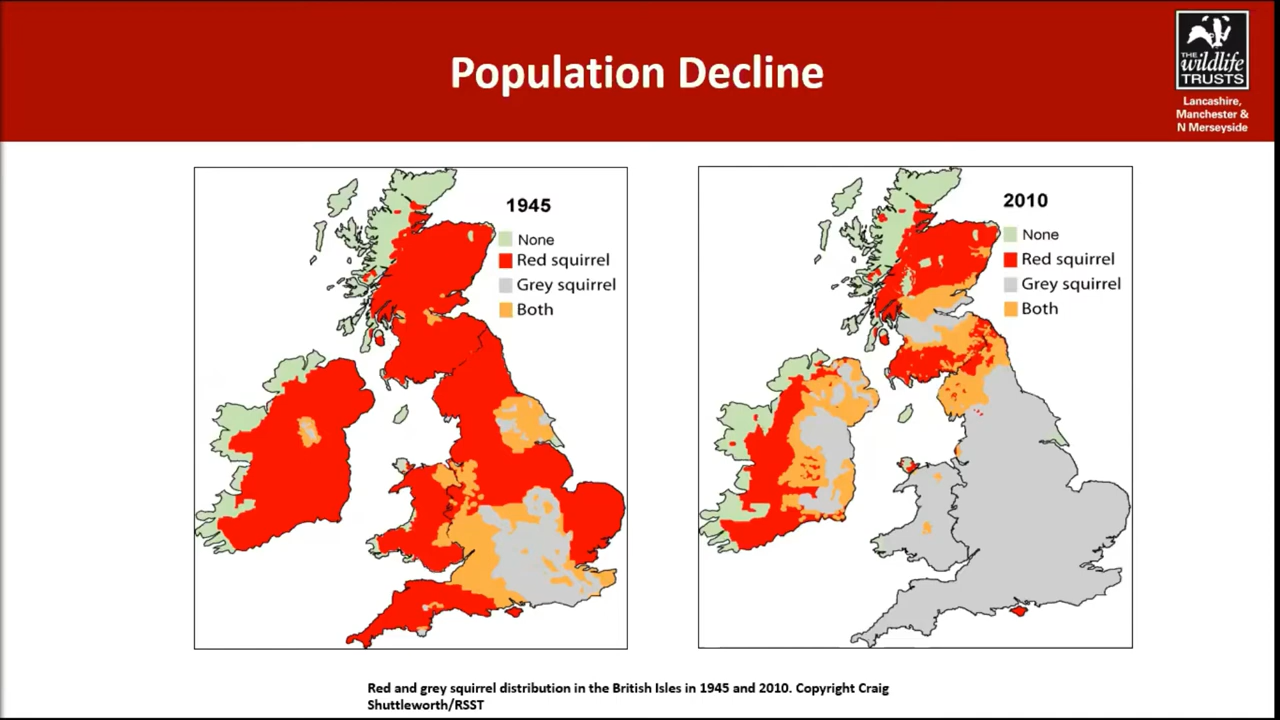 Population Decline
THE
wildlife
TRUSTS
Lancashire,
Manchester &
N Merseyside
1945
None
Red squirrel
Grey squirrel
Both
2010
None
Red squirrel
Grey squirrel
Both
Red and grey squirrel distribution in the British Isles in 1945 and 2010. Copyright Craig
Shuttleworth/RSST